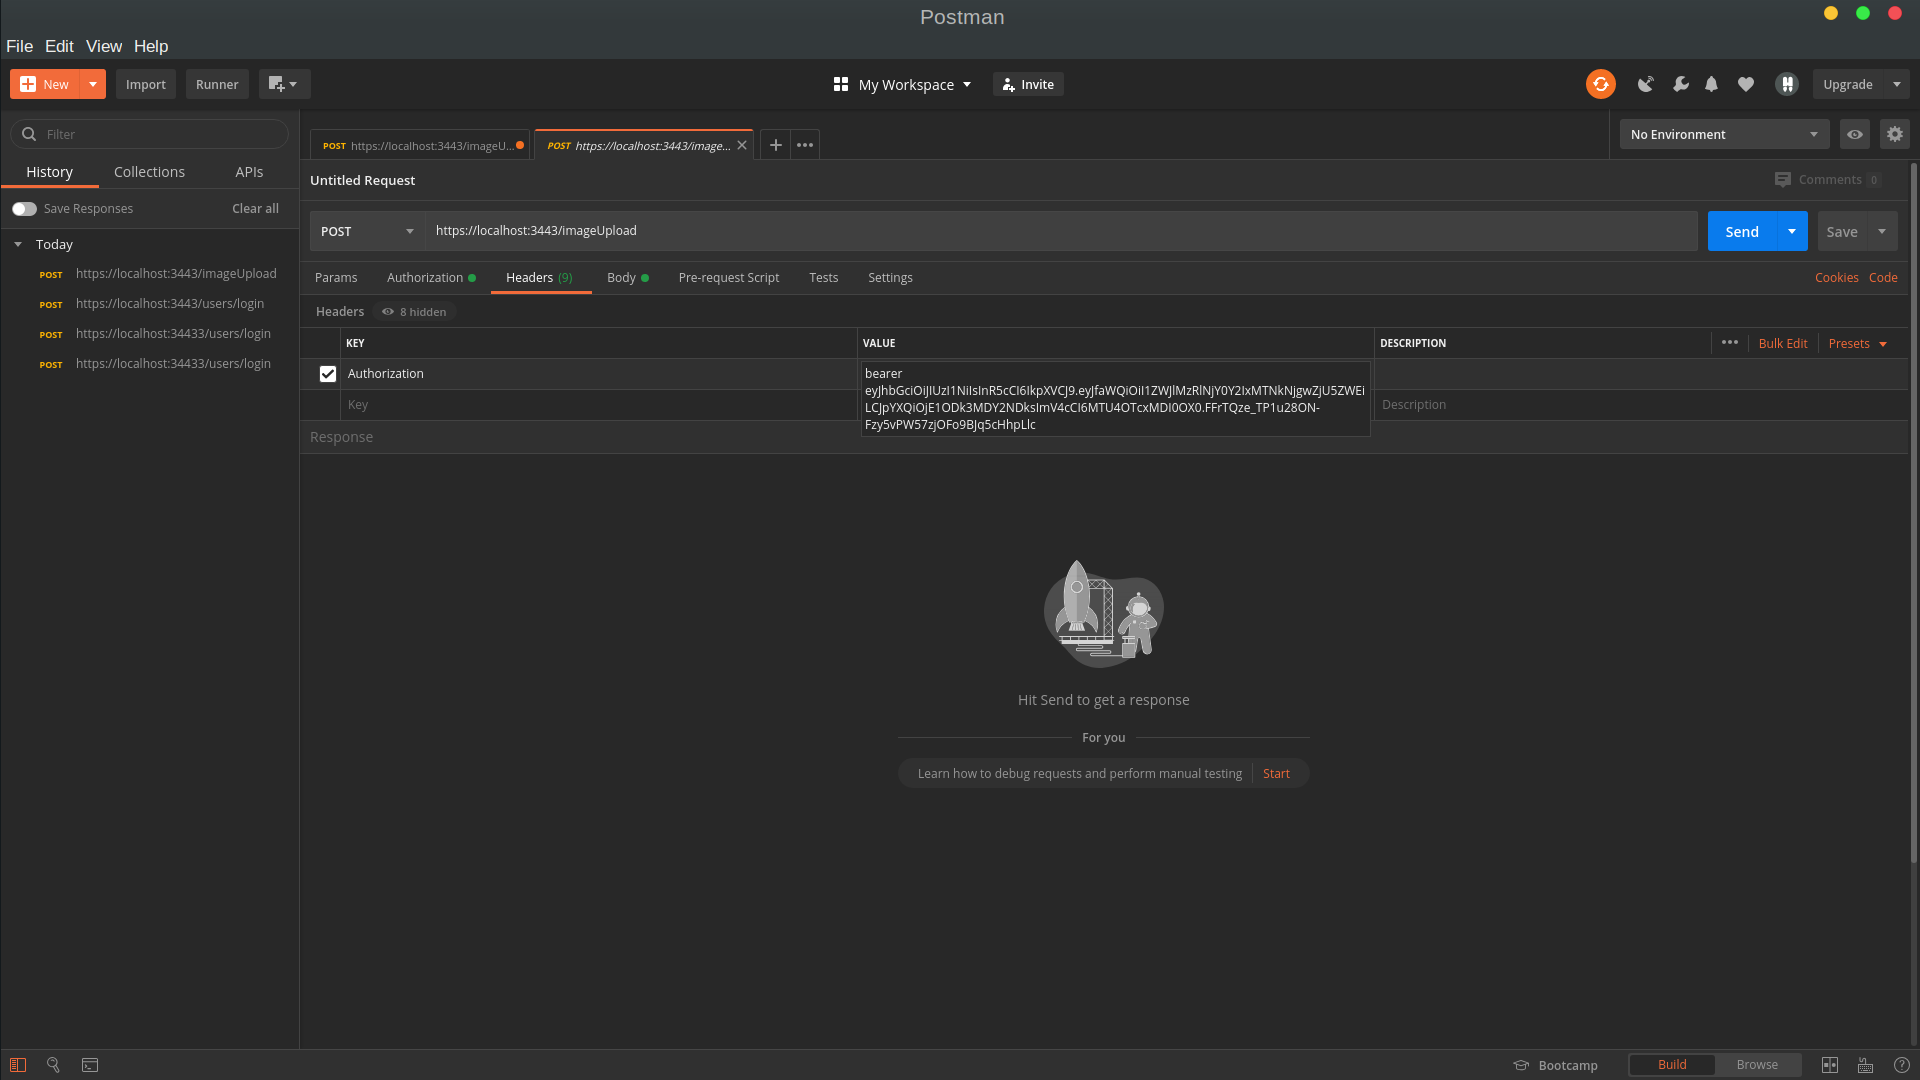 Postman
File Edit View Help
New Import Runner My Workspace Invite Upgrade
Filter
History Collections APIs
Save Responses Clear all
Today
POST https://localhost:3443/imageUpload
POST https://localhost:3443/users/login
POST https://localhost:34433/users/login
POST https://localhost:34433/users/login
POST https://localhost:3443/imageU... POST https://localhost:3443/image... No Environment
Untitled Request Comments 0
POST https://localhost:3443/imageUpload Send Save
Params Authorization Headers (9) Body Pre-request Script Tests Settings Cookies Code
Headers 8 hidden
KEY VALUE DESCRIPTION Bulk Edit Presets
Authorization bearer
eyJhbGciOiJIUzI1NiIsInR5cCI6IkpXVCJ9.eyJfaWQiOiI1ZWJlMzRlNjY0Y2IxMTNkNjgwZjU5ZWEi
LCJpYXQiOjE1ODk3MDY2NDksImV4cCI6MTU4OTcxMDI0OX0.FFrTQze_TP1u28ON-
Fzy5vPW57zjOFo9BJq5cHhpLlc
Key Description
Response
Hit Send to get a response
For you
Learn how to debug requests and perform manual testing Start
Bootcamp Build Browse